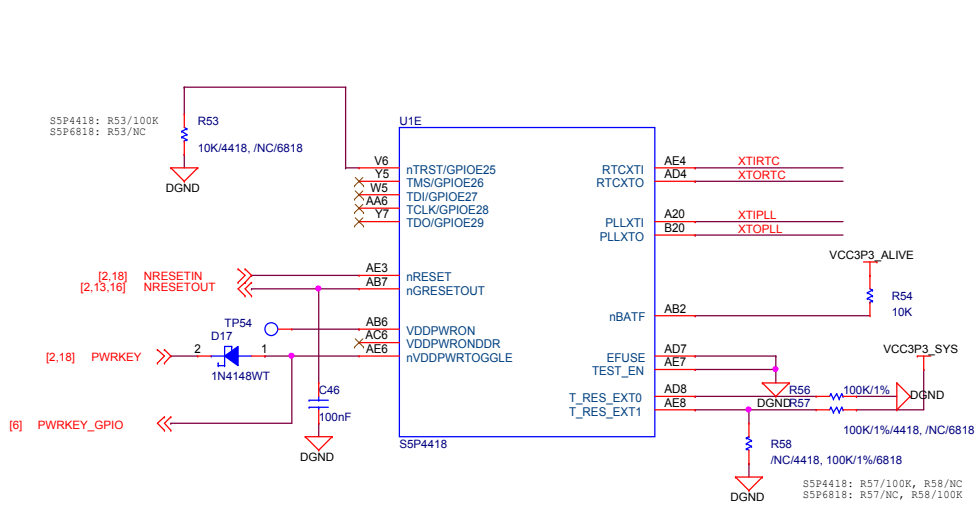 S5P4418: R53/100K
S5P6818: R53/NC
R53
10K/4418, /NC/6818
DGND
U1E
V6
nTRST/GPIOE25
Y5
TMS/GPIOE26
W5
TDI/GPIOE27
AA6
TCLK/GPIOE28
Y7
TDO/GPIOE29
RTCXTI
AE4
XTIRTC
RTCXTO
AD4
XTORTC
PLLXTI
A20
XTIPLL
PLLXTO
B20
XTOPLL
VCC3P3_ALIVE
R54
10K
[2,18] NRESETIN
AE3
nRESET
[2,13,16] NRESETOUT
AB7
nGRESETOUT
nBATF
AB2
TP54
AB6
VDDPWRON
D17
AC6
VDDPWRONDDR
[2,18] PWRKEY
2
1
AE6
nVDDPWRTOGGLE
1N4148WT
EFUSE
AD7
TEST_EN
AE7
VCC3P3_SYS
DGND
T_RES_EXT0
AD8
R56
100K/1%
DGND
T_RES_EXT1
AE8
R57
100K/1%/4418, /NC/6818
C46
100nF
DGND
[6] PWRKEY_GPIO
S5P4418
R58
/NC/4418, 100K/1%/6818
DGND
S5P4418: R57/100K, R58/NC
S5P6818: R57/NC, R58/100K